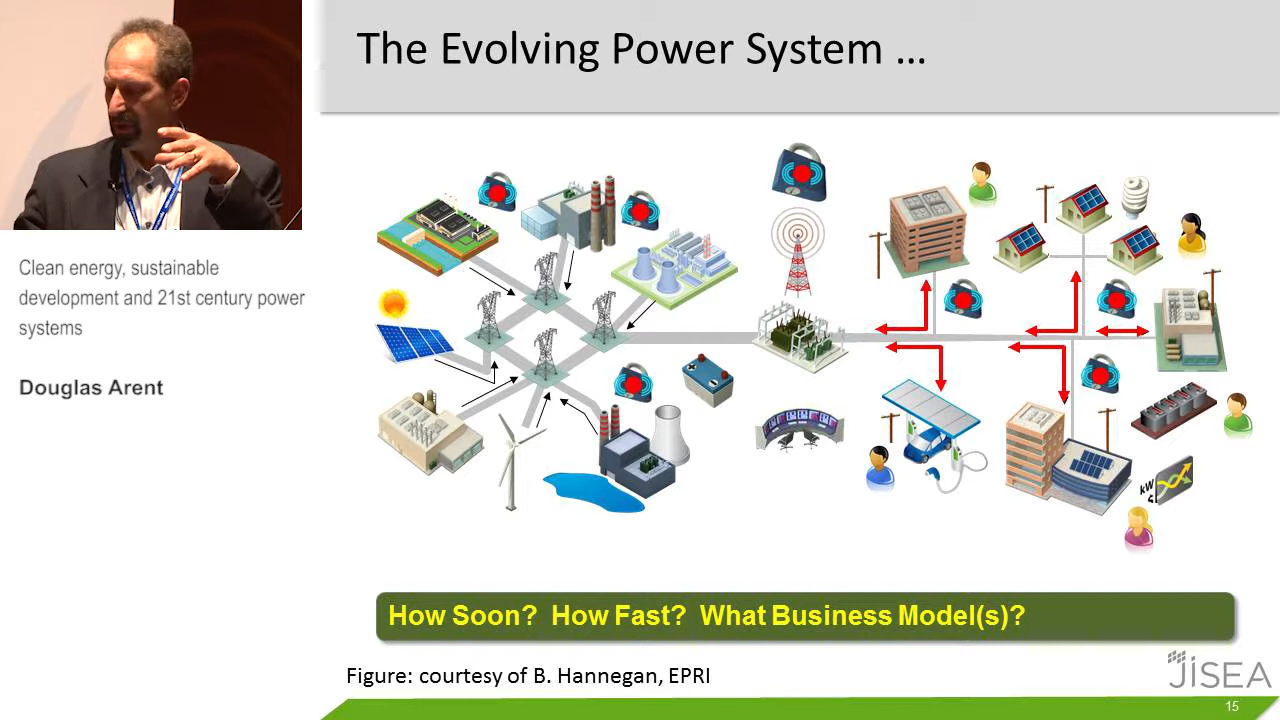 The Evolving Power System ...
Clean energy, sustainable
development and 21st century power
systems
Douglas Arent
kW
How Soon? How Fast? What Business Model(s)?
Figure: courtesy of B. Hannegan, EPRI
JISEA
15